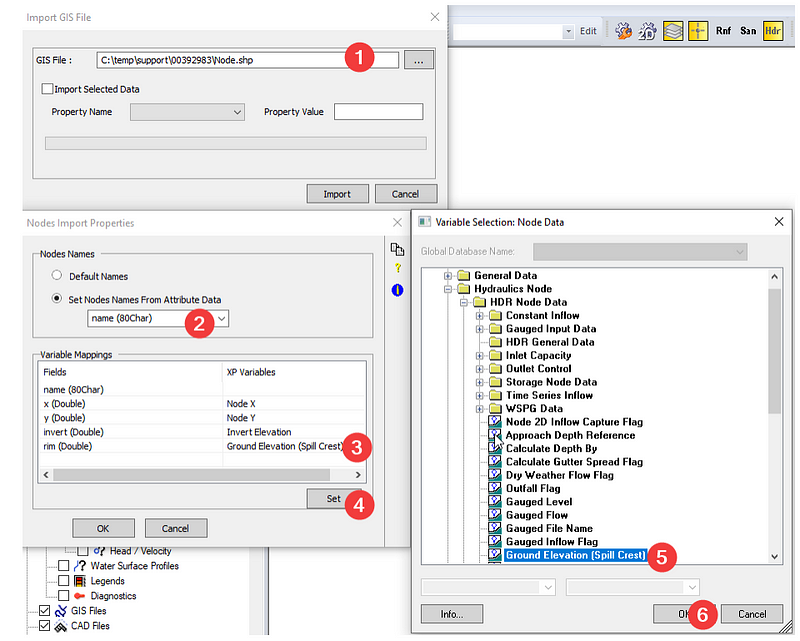 Import GIS File
GIS File :
C:\temp\support\00392983\Node.shp
1
...
Import Selected Data
Property Name
Property Value
Import
Cancel
Edit
2D
Rnf
San
Hdr
Nodes Import Properties
Nodes Names
Default Names
Set Nodes Names From Attribute Data
name (80Char)
2
Variable Mappings
Fields
XP Variables
name (80Char)
x (Double)
Node X
y (Double)
Node Y
invert (Double)
Invert Elevation
rim (Double)
Ground Elevation (Spill Crest)
3
Set
4
OK
Cancel
?
i
Head / Velocity
Water Surface Profiles
Legends
Diagnostics
GIS Files
CAD Files
Variable Selection: Node Data
Global Database Name:
General Data
Hydraulics Node
HDR Node Data
Constant Inflow
Gauged Input Data
HDR General Data
Inlet Capacity
Outlet Control
Storage Node Data
Time Series Inflow
WSPG Data
Node 2D Inflow Capture Flag
Approach Depth Reference
Calculate Depth By
Calculate Gutter Spread Flag
Dry Weather Flow Flag
Outfall Flag
Gauged Level
Gauged Flow
Gauged File Name
Gauged Inflow Flag
Ground Elevation (Spill Crest)
5
Info...
6
Cancel